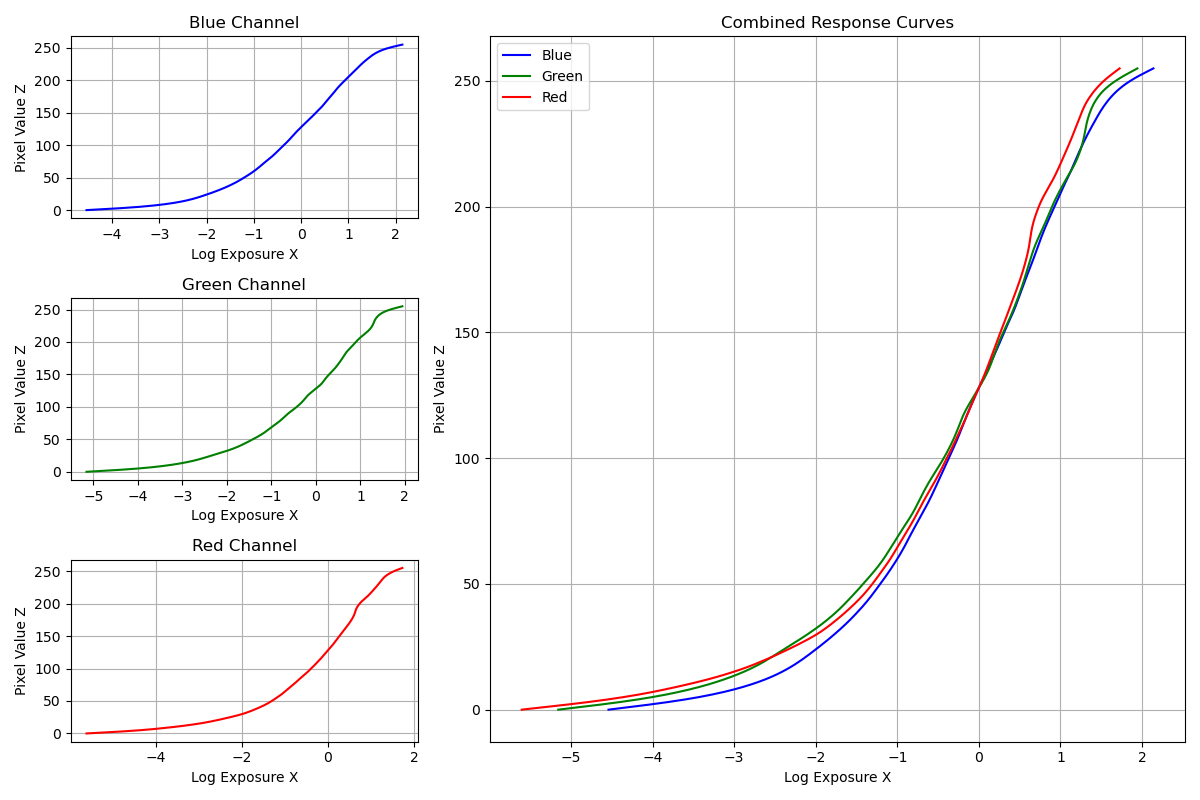 Blue Channel
Pixel Value Z
250
200
150
100
50
0
−4 −3 −2 −1 0 1 2
Log Exposure X
Green Channel
Pixel Value Z
250
200
150
100
50
0
−5 −4 −3 −2 −1 0 1 2
Log Exposure X
Red Channel
Pixel Value Z
250
200
150
100
50
0
−4 −2 0 2
Log Exposure X
Combined Response Curves
Blue
Green
Red
Pixel Value Z
250
200
150
100
50
0
−5 −4 −3 −2 −1 0 1 2
Log Exposure X